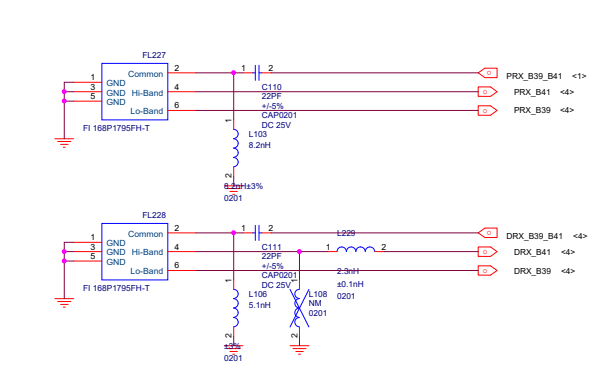 FL227
Common 2
1 GND
3 GND Hi-Band 4
5 GND
Lo-Band 6
FI 168P1795FH-T
1 2
C110
22PF
+/-5%
CAP0201
DC 25V
1
L103
8.2nH
2
8.2nH±3%
0201
PRX_B39_B41 <1>
PRX_B41 <4>
PRX_B39 <4>
FL228
Common 2
1 GND
3 GND Hi-Band 4
5 GND
Lo-Band 6
FI 168P1795FH-T
1 2
C111
22PF
+/-5%
CAP0201
DC 25V
1
L106
5.1nH
2
±3%
0201
1
L108
NM
0201
2
L229
1 2
2.3nH
±0.1nH
0201
DRX_B39_B41 <4>
DRX_B41 <4>
DRX_B39 <4>